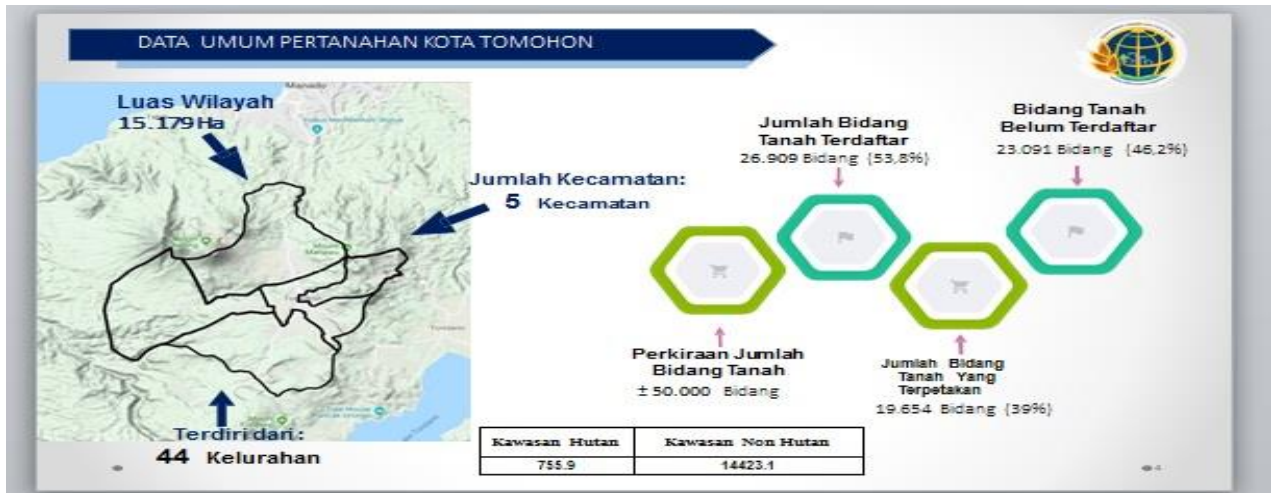 DATA UMUM PERTANAHAN KOTA TOMOHON
Manado
Luas Wilayah
15.179 Ha
Jumlah Kecamatan:
5 Kecamatan
Terdiri dari :
44 Kelurahan
Jumlah Bidang
Tanah Terdaftar
26.909 Bidang (53,8%)
Bidang Tanah
Belum Terdaftar
23.091 Bidang (46,2%)
Perkiraan Jumlah
Bidang Tanah
± 50.000 Bidang
Jumlah Bidang
Tanah Yang
Terpetakan
19.654 Bidang (39%)
Kawasan Hutan Kawasan Non Hutan
755.9 14423.1
4